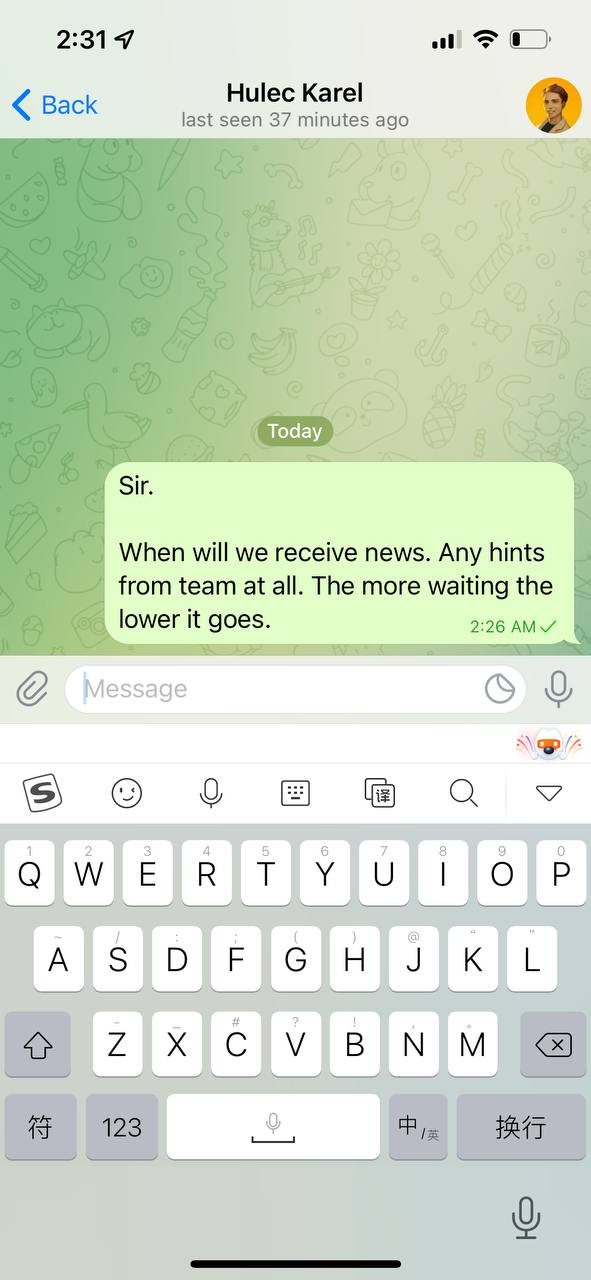 2:31
Back
Hulec Karel
last seen 37 minutes ago
Today
Sir.
When will we receive news. Any hints
from team at all. The more waiting the
lower it goes.
2:26 AM
Message
S
译
1 2 3 4 5 6 7 8 9 0
Q W E R T Y U I O P
~ / : ; ( ) @ “ ”
A S D F G H J K L
- _ # ? ! , 。
Z X C V B N M
符 123 中/英 换行